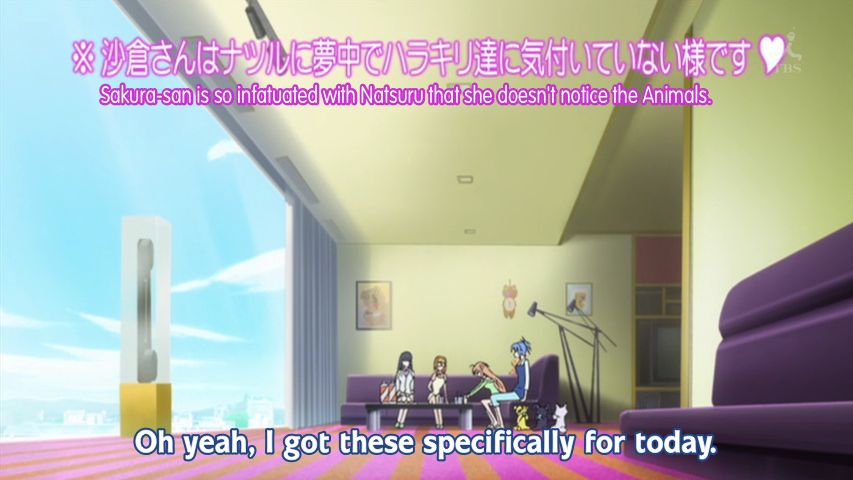 ※ 沙倉さんはナツルに夢中でハラキリ達に気付いていない様です♥
TBS
Sakura-san is so infatuated with Natsuru that she doesn't notice the Animals.
Oh yeah, I got these specifically for today.